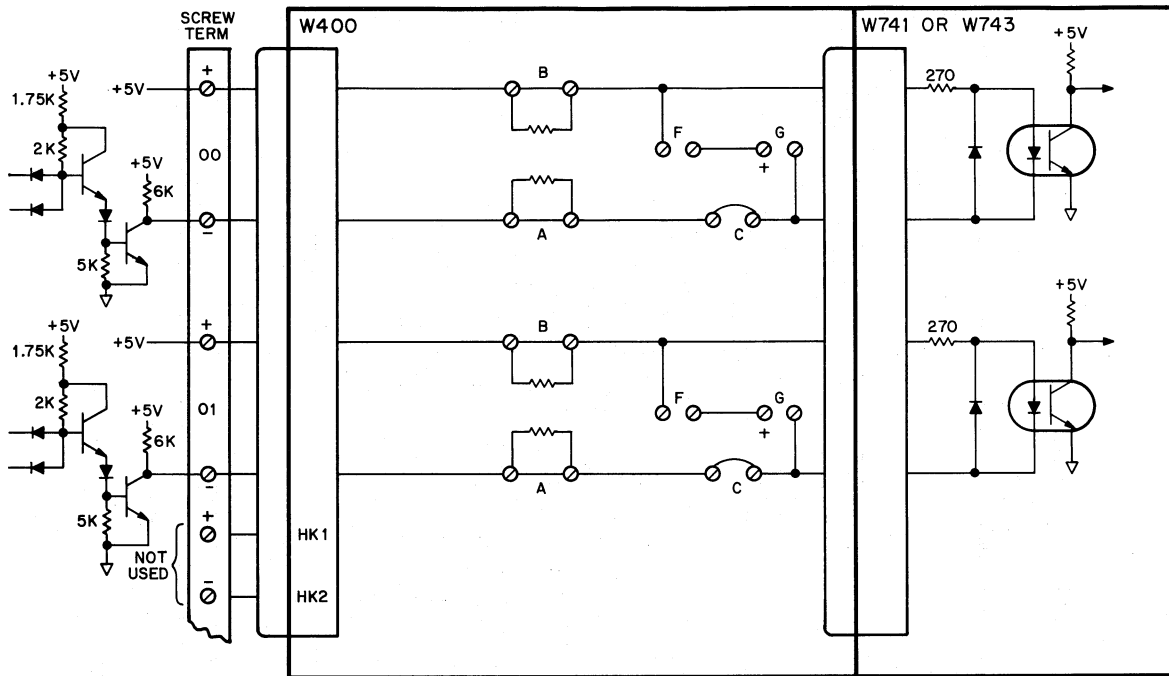 SCREW
TERM
W400
W741 OR W743
+5V
+
+5V
B
270
+5V
1.75K
2K
00
F
G
+
+5V
6K
−
A
C
5K
+5V
+
+5V
B
270
+5V
1.75K
2K
01
F
G
+
+5V
6K
−
A
C
5K
+
HK1
NOT
USED
−
HK2